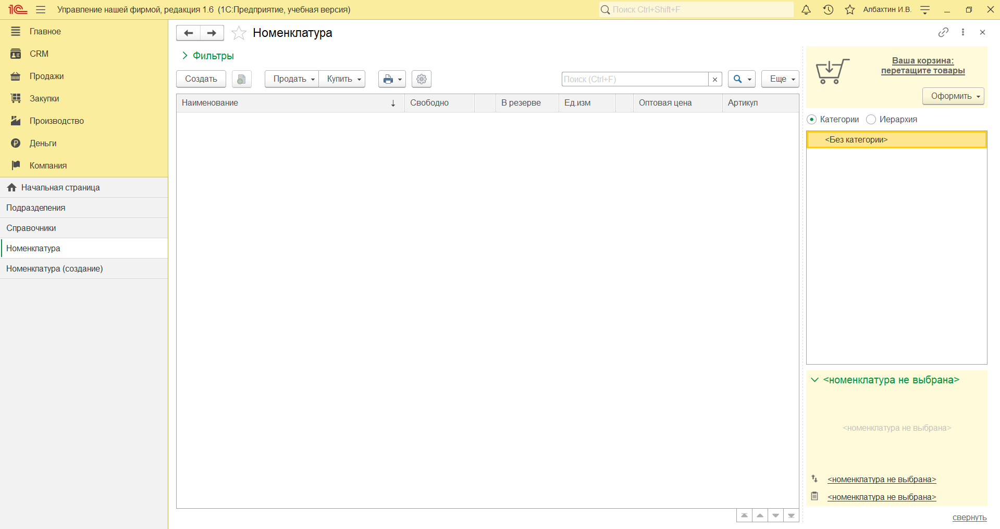 1С Управление нашей фирмой, редакция 1.6 (1С:Предприятие, учебная версия) Поиск Ctrl+Shift+F Албахтин И.В.
Главное
CRM
Продажи
Закупки
Производство
Деньги
Компания
Начальная страница
Подразделения
Справочники
Номенклатура
Номенклатура (создание)
Номенклатура
Фильтры
Создать Продать Купить Поиск (Ctrl+F) Еще
Наименование Свободно В резерве Ед.изм Оптовая цена Артикул
Ваша корзина:
перетащите товары
Оформить
Категории Иерархия
<Без категории>
<номенклатура не выбрана>
<номенклатура не выбрана>
<номенклатура не выбрана>
<номенклатура не выбрана>
свернуть